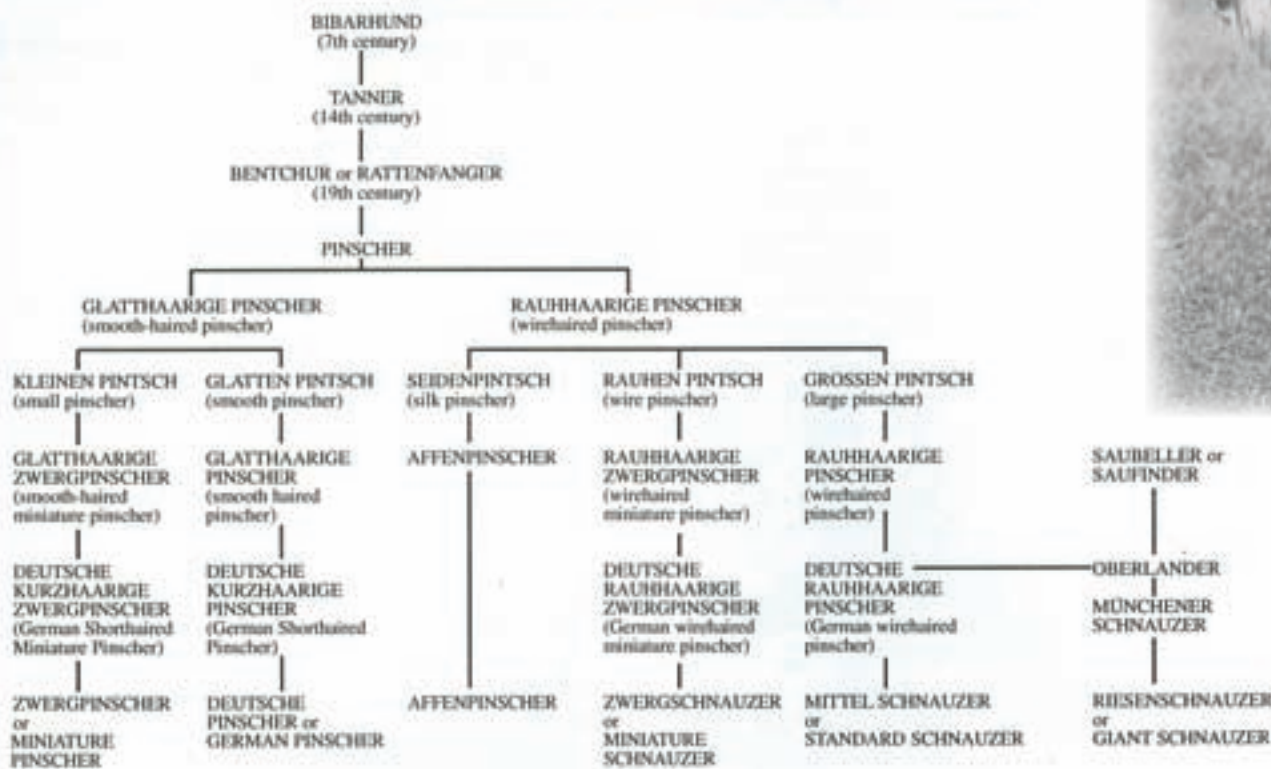 BIBARHUND
(7th century)
TANNER
(14th century)
BENTCHUR or RATTENFANGER
(19th century)
PINSCHER
GLATTHAARIGE PINSCHER
(smooth-haired pinscher)
RAUHHAARIGE PINSCHER
(wirehaired pinscher)
KLEINEN PINTSCH
(small pinscher)
GLATTEN PINTSCH
(smooth pinscher)
SEIDENPINTSCH
(silk pinscher)
RAUHEN PINTSCH
(wire pinscher)
GROSSEN PINTSCH
(large pinscher)
GLATTHAARIGE
ZWERGPINSCHER
(smooth-haired
miniature pinscher)
GLATTHAARIGE
PINSCHER
(smooth haired
pinscher)
AFFENPINSCHER
RAUHHAARIGE
ZWERGPINSCHER
(wirehaired
miniature pinscher)
RAUHHAARIGE
PINSCHER
(wirehaired
pinscher)
SAUBELLER or
SAUFINDER
DEUTSCHE
KURZHAARIGE
ZWERGPINSCHER
(German Shorthaired
Miniature Pinscher)
DEUTSCHE
KURZHAARIGE
PINSCHER
(German Shorthaired
Pinscher)
DEUTSCHE
RAUHHAARIGE
ZWERGPINSCHER
(German wirehaired
miniature pinscher)
DEUTSCHE
RAUHHAARIGE
PINSCHER
(German wirehaired
pinscher)
OBERLANDER
MÜNCHENER
SCHNAUZER
ZWERGPINSCHER
or
MINIATURE
PINSCHER
DEUTSCHE
PINSCHER or
GERMAN PINSCHER
AFFENPINSCHER
ZWERGSCHNAUZER
or
MINIATURE
SCHNAUZER
MITTEL SCHNAUZER
or
STANDARD SCHNAUZER
RIESENSCHNAUZER
or
GIANT SCHNAUZER